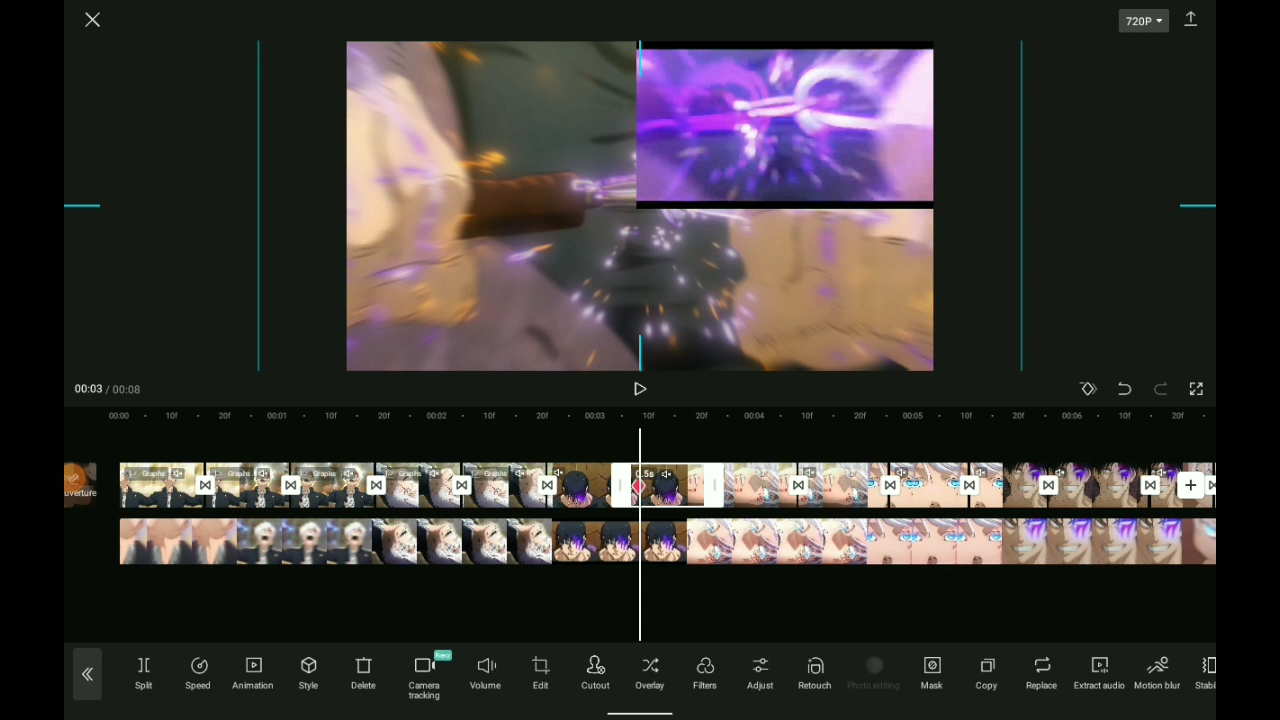 720P
00:03 / 00:08
00:00 10f 20f 00:01 10f 20f 00:02 10f 20f 00:03 10f 20f 00:04 10f 20f 00:05 10f 20f 00:06 10f 20f
Graphs Graphs Graphs Graphs Graphs 0.5s
uverture
New
Split Speed Animation Style Delete Camera tracking Volume Edit Cutout Overlay Filters Adjust Retouch Photo editing Mask Copy Replace Extract audio Motion blur Stabi